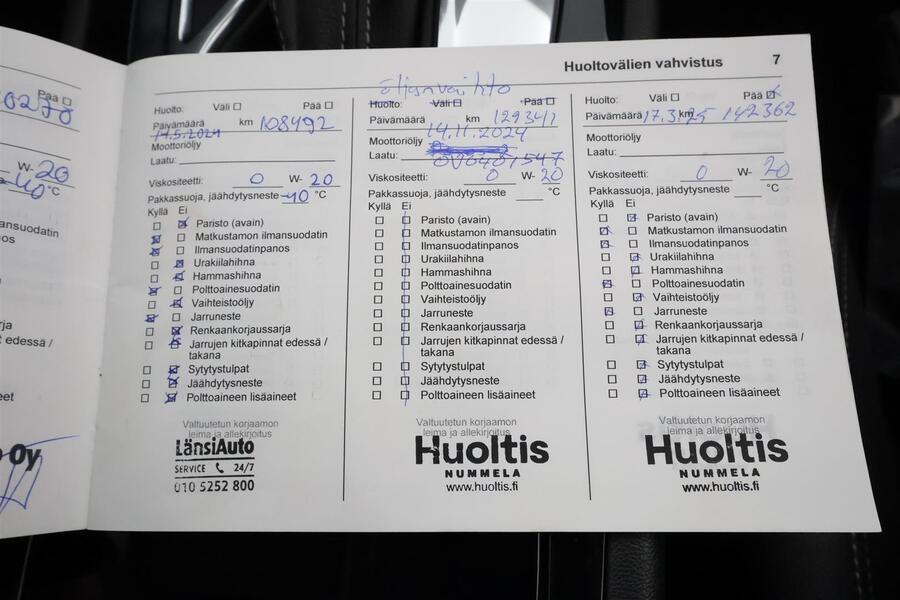 Huoltovälien vahvistus 7
Pää
0278
W- 20
-40 °C
Oy
Huolto: Väli Pää
Päivämäärä 14.5.2024 km 108492
Moottoriöljy
Laatu:
Viskositeetti: 0 W- 20
Pakkassuoja, jäähdytysneste -40 °C
Kyllä Ei
Paristo (avain)
Matkustamon ilmansuodatin
Ilmansuodatinpanos
Urakiilahihna
Hammashihna
Polttoainesuodatin
Vaihteistoöljy
Jarruneste
Renkaankorjaussarja
Jarrujen kitkapinnat edessä /
takana
Sytytystulpat
Jäähdytysneste
Polttoaineen lisäaineet
Valtuutetun korjaamon
leima ja allekirjoitus
LänsiAuto
SERVICE 24/7
010 5252 800
öljynvaihto
Huolto: Väli Pää
Päivämäärä km 129341
14.11.2024
Moottoriöljy
Laatu:
Viskositeetti: 0 W- 20
Pakkassuoja, jäähdytysneste °C
Kyllä Ei
Paristo (avain)
Matkustamon ilmansuodatin
Ilmansuodatinpanos
Urakiilahihna
Hammashihna
Polttoainesuodatin
Vaihteistoöljy
Jarruneste
Renkaankorjaussarja
Jarrujen kitkapinnat edessä /
takana
Sytytystulpat
Jäähdytysneste
Polttoaineen lisäaineet
Valtuutetun korjaamon
leima ja allekirjoitus
Huoltis
NUMMELA
www.huoltis.fi
Huolto: Väli Pää
Päivämäärä 17.3.25 km 142362
Moottoriöljy
Laatu:
Viskositeetti: 0 W- 20
Pakkassuoja, jäähdytysneste °C
Kyllä Ei
Paristo (avain)
Matkustamon ilmansuodatin
Ilmansuodatinpanos
Urakiilahihna
Hammashihna
Polttoainesuodatin
Vaihteistoöljy
Jarruneste
Renkaankorjaussarja
Jarrujen kitkapinnat edessä /
takana
Sytytystulpat
Jäähdytysneste
Polttoaineen lisäaineet
Valtuutetun korjaamon
leima ja allekirjoitus
Huoltis
NUMMELA
www.huoltis.fi